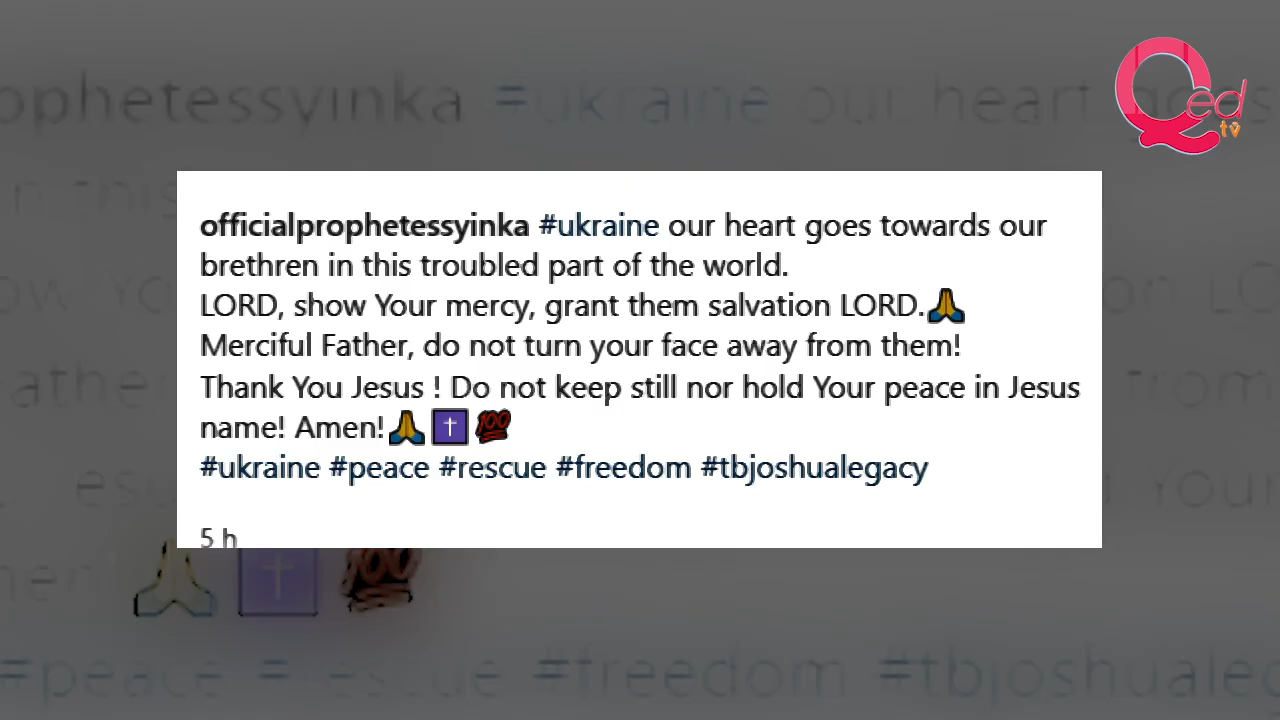 Qed
tv
officialprophetessyinka #ukraine our heart goes towards our
brethren in this troubled part of the world.
LORD, show Your mercy, grant them salvation LORD.🙏
Merciful Father, do not turn your face away from them!
Thank You Jesus ! Do not keep still nor hold Your peace in Jesus
name! Amen!🙏✝️💯
#ukraine #peace #rescue #freedom #tbjoshualegacy
5 h